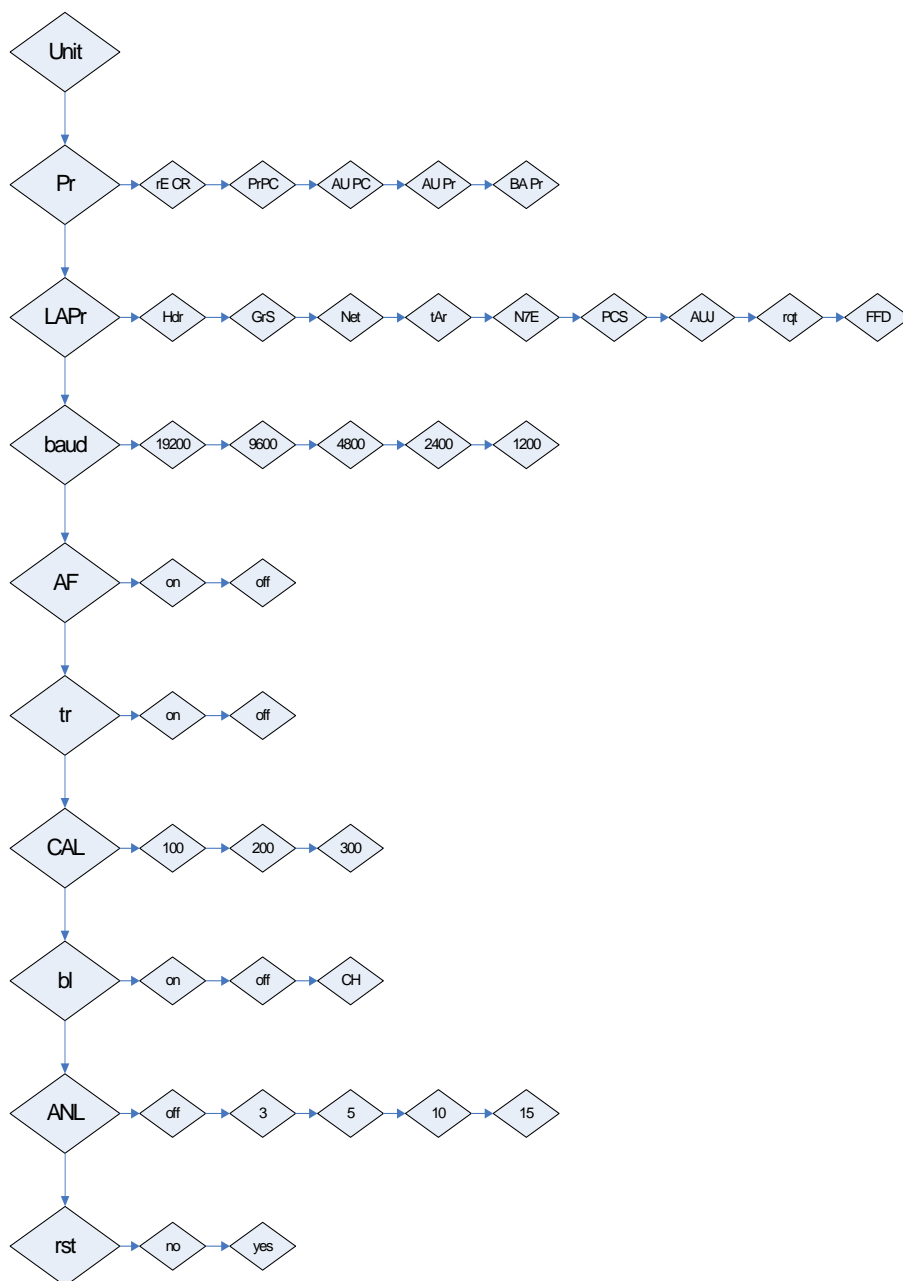 Unit
Pr rE CR PrPC AU PC AU Pr BA Pr
LAPr Hdr GrS Net tAr N7E PCS AUJ rqt FFD
baud 19200 9600 4800 2400 1200
AF on off
tr on off
CAL 100 200 300
bl on off CH
ANL off 3 5 10 15
rst no yes